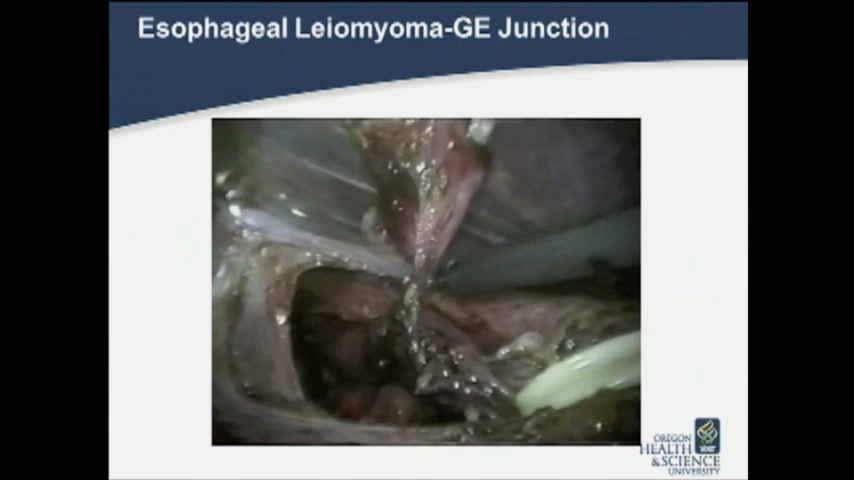 Esophageal Leiomyoma-GE Junction
OREGON
HEALTH
&SCIENCE
UNIVERSITY